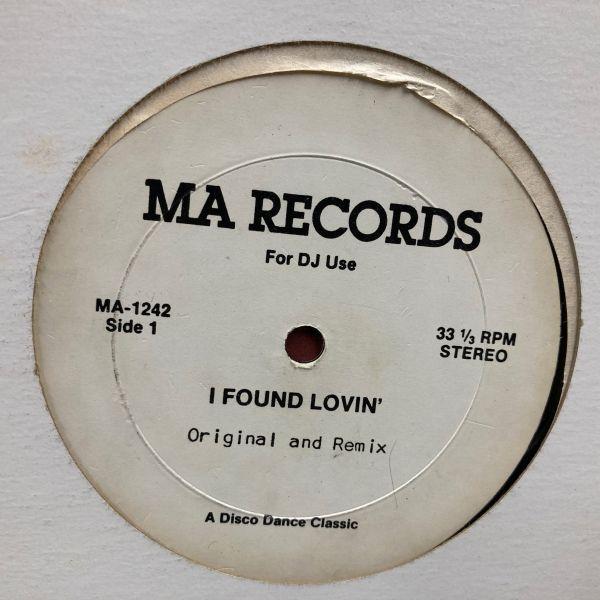 MA RECORDS
For DJ Use
MA-1242
Side 1
33 ⅓ RPM
STEREO
I FOUND LOVIN'
Original and Remix
A Disco Dance Classic